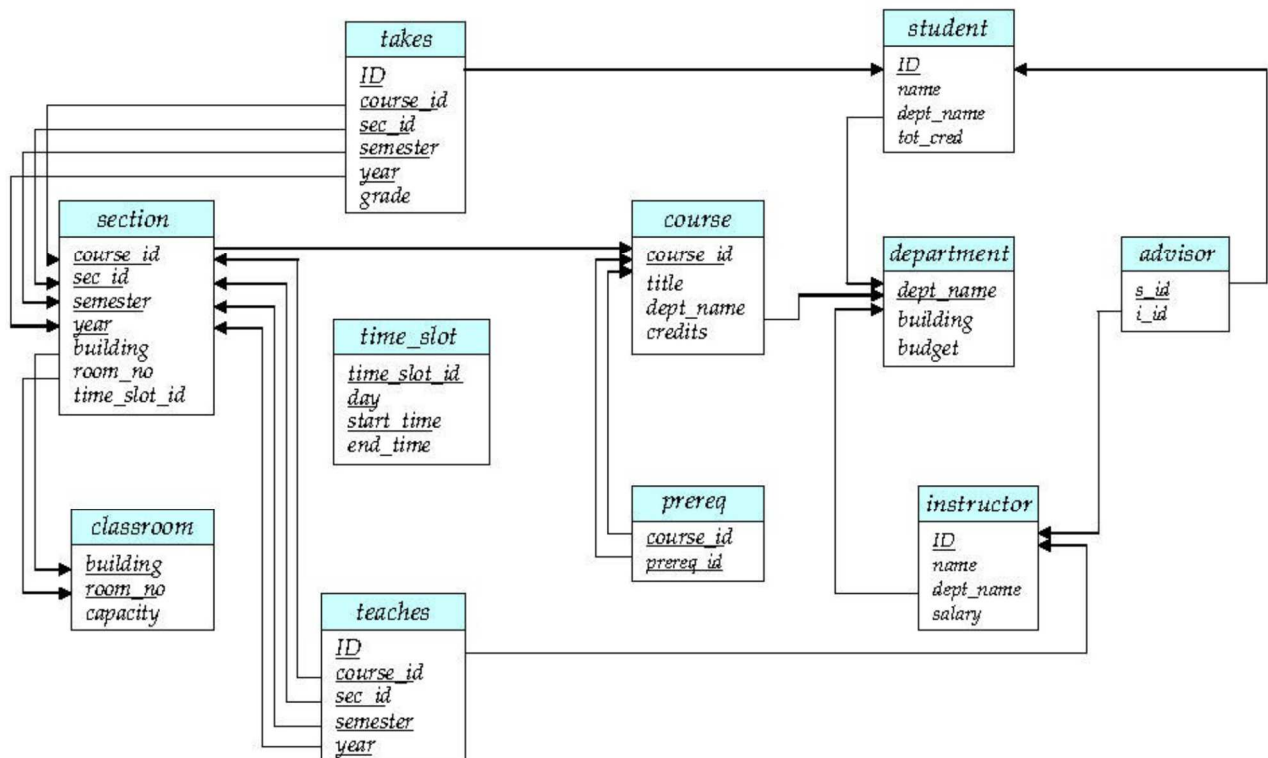 takes
ID
course_id
sec_id
semester
year
grade
student
ID
name
dept_name
tot_cred
section
course_id
sec_id
semester
year
building
room_no
time_slot_id
course
course_id
title
dept_name
credits
department
dept_name
building
budget
advisor
s_id
i_id
time_slot
time_slot_id
day
start_time
end_time
prereq
course_id
prereq_id
instructor
ID
name
dept_name
salary
classroom
building
room_no
capacity
teaches
ID
course_id
sec_id
semester
year